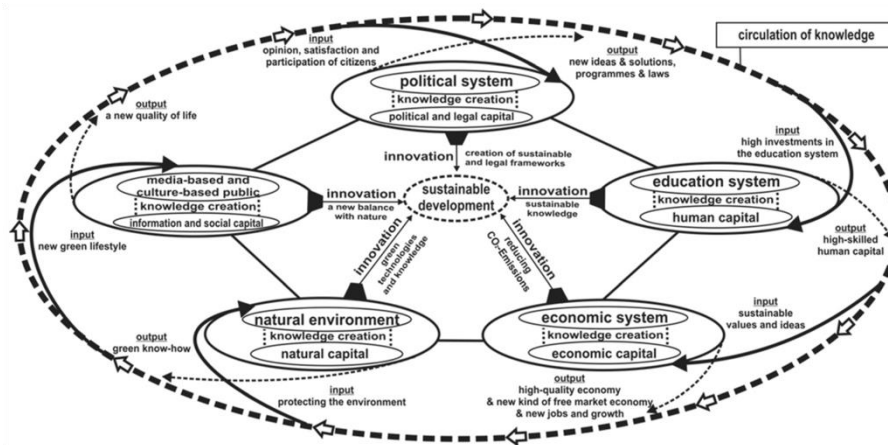 circulation of knowledge
input
opinion, satisfaction and
participation of citizens
output
new ideas & solutions,
programmes & laws
political system
knowledge creation
political and legal capital
innovation
creation of sustainable
and legal frameworks
input
high investments in
the education system
education system
knowledge creation
human capital
innovation
sustainable
knowledge
output
high-skilled
human capital
input
sustainable
values and ideas
economic system
knowledge creation
economic capital
innovation
reducing
CO₂-Emissions
output
high-quality economy
& new kind of free market economy
& new jobs and growth
input
protecting the environment
natural environment
knowledge creation
natural capital
innovation
green
technologies
and knowledge
output
green know-how
input
new green lifestyle
media-based and
culture-based public
knowledge creation
information and social capital
innovation
a new balance
with nature
output
a new quality of life
sustainable
development